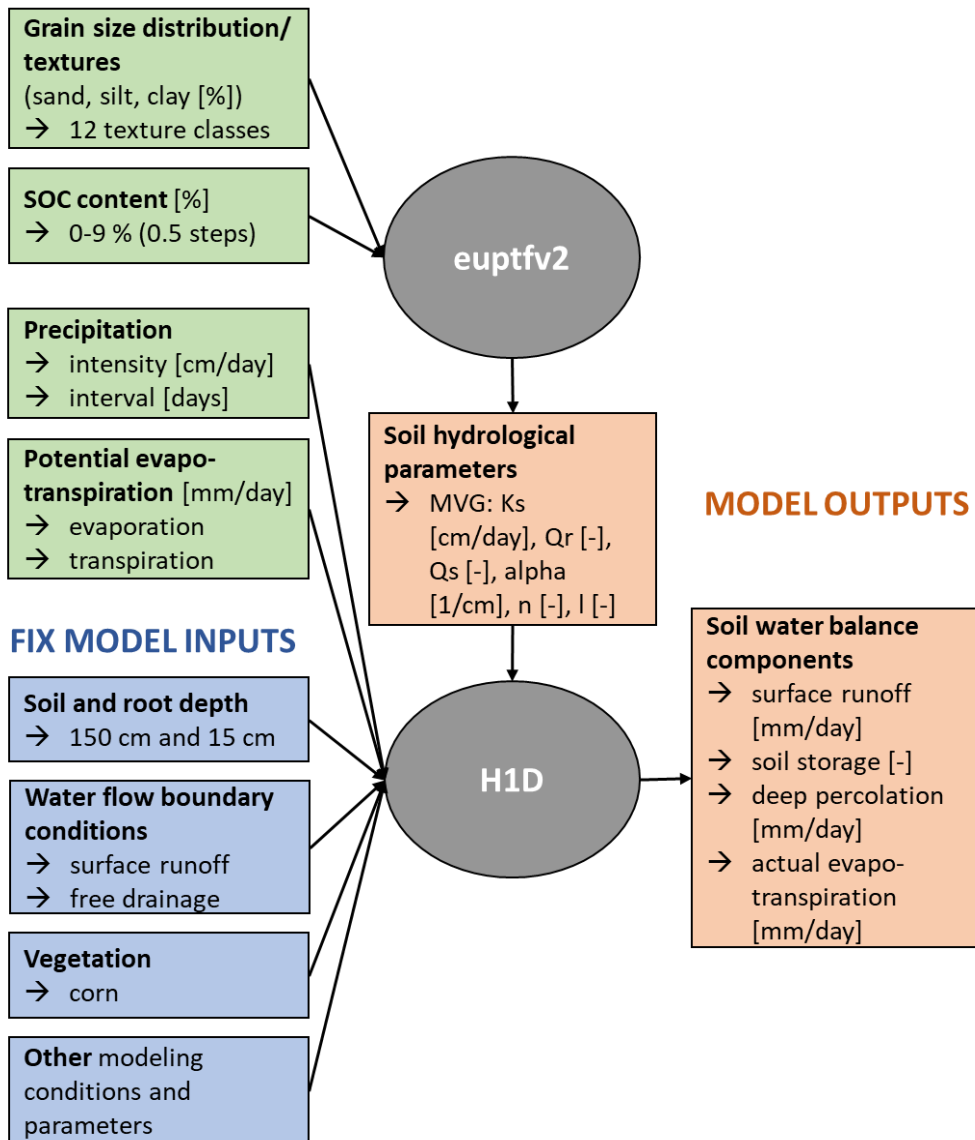 Grain size distribution/
textures
(sand, silt, clay [%])
→ 12 texture classes
SOC content [%]
→ 0-9 % (0.5 steps)
euptfv2
Precipitation
→ intensity [cm/day]
→ interval [days]
Potential evapo-
transpiration [mm/day]
→ evaporation
→ transpiration
Soil hydrological
parameters
→ MVG: Ks
[cm/day], Qr [-],
Qs [-], alpha
[1/cm], n [-], l [-]
MODEL OUTPUTS
FIX MODEL INPUTS
Soil and root depth
→ 150 cm and 15 cm
Water flow boundary
conditions
→ surface runoff
→ free drainage
Vegetation
→ corn
Other modeling
conditions and
parameters
H1D
Soil water balance
components
→ surface runoff
[mm/day]
→ soil storage [-]
→ deep percolation
[mm/day]
→ actual evapo-
transpiration
[mm/day]